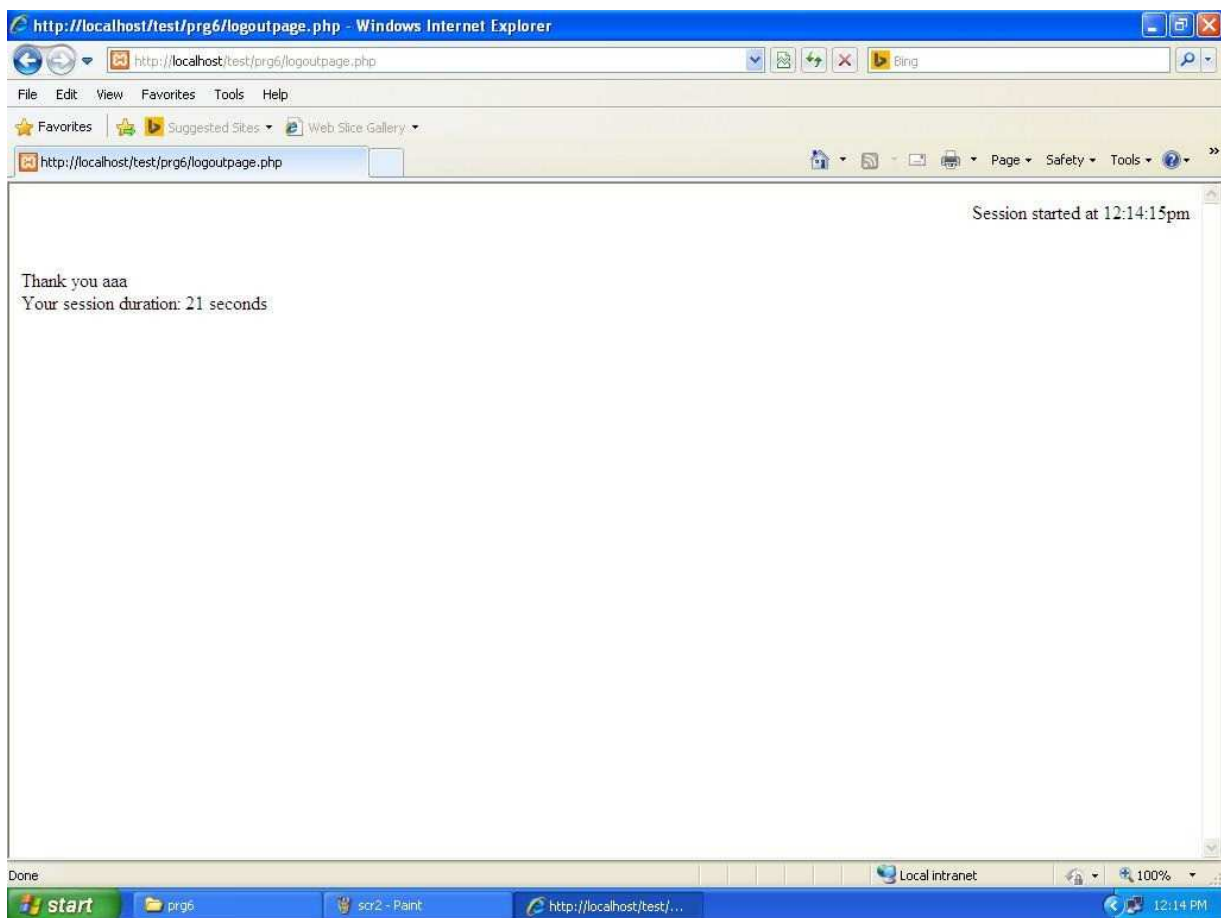 http://localhost/test/prg6/logoutpage.php - Windows Internet Explorer
http://localhost/test/prg6/logoutpage.php
Bing
File Edit View Favorites Tools Help
Favorites Suggested Sites Web Slice Gallery
http://localhost/test/prg6/logoutpage.php
Page Safety Tools
Session started at 12:14:15pm
Thank you aaa
Your session duration: 21 seconds
Done
Local intranet
100%
start
prg6
scr2 - Paint
http://localhost/test/...
12:14 PM